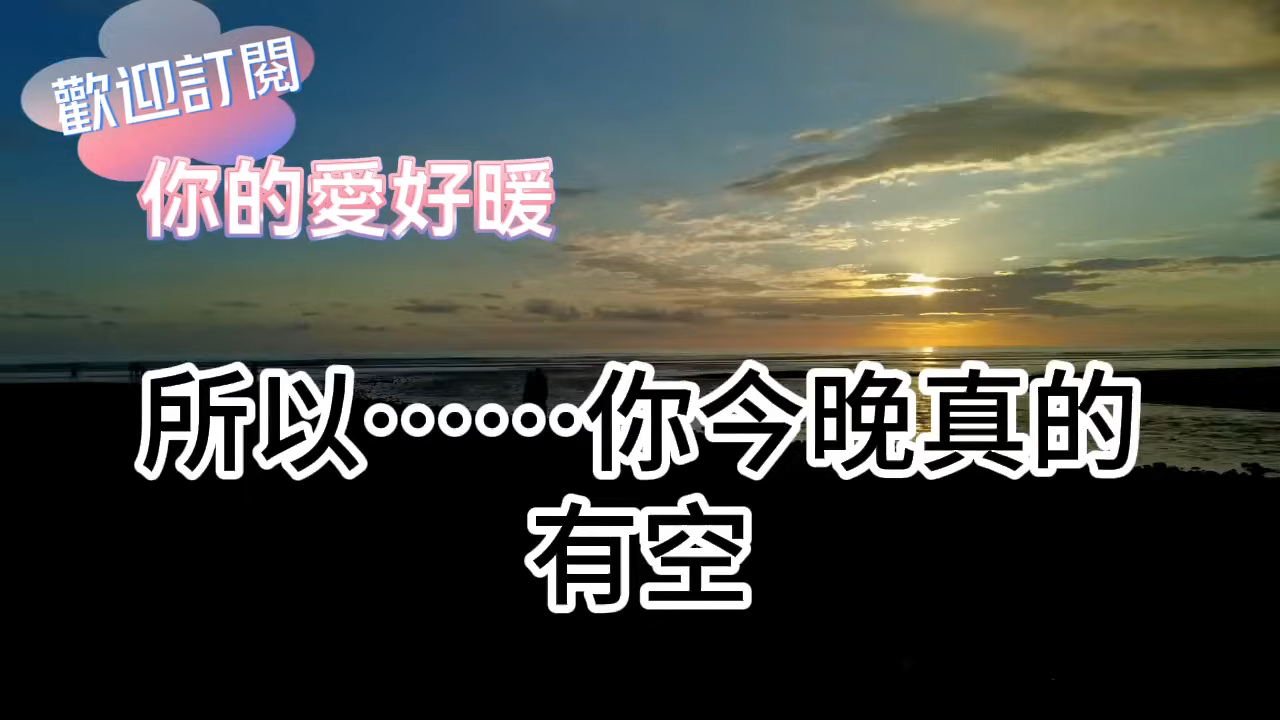 歡迎訂閱
你的愛好暖
所以……你今晚真的
有空